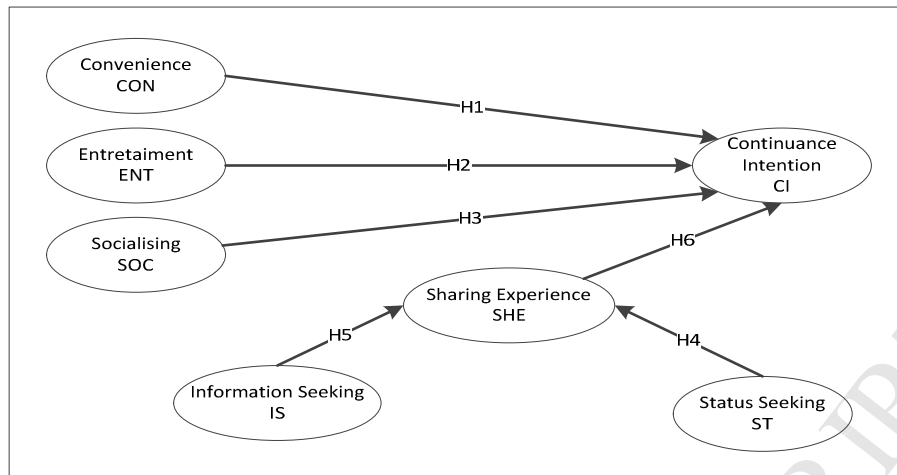 Convenience
CON
H1
Entretaiment
ENT
H2
Continuance
Intention
CI
Socialising
SOC
H3
H6
Sharing Experience
SHE
H5
H4
Information Seeking
IS
Status Seeking
ST